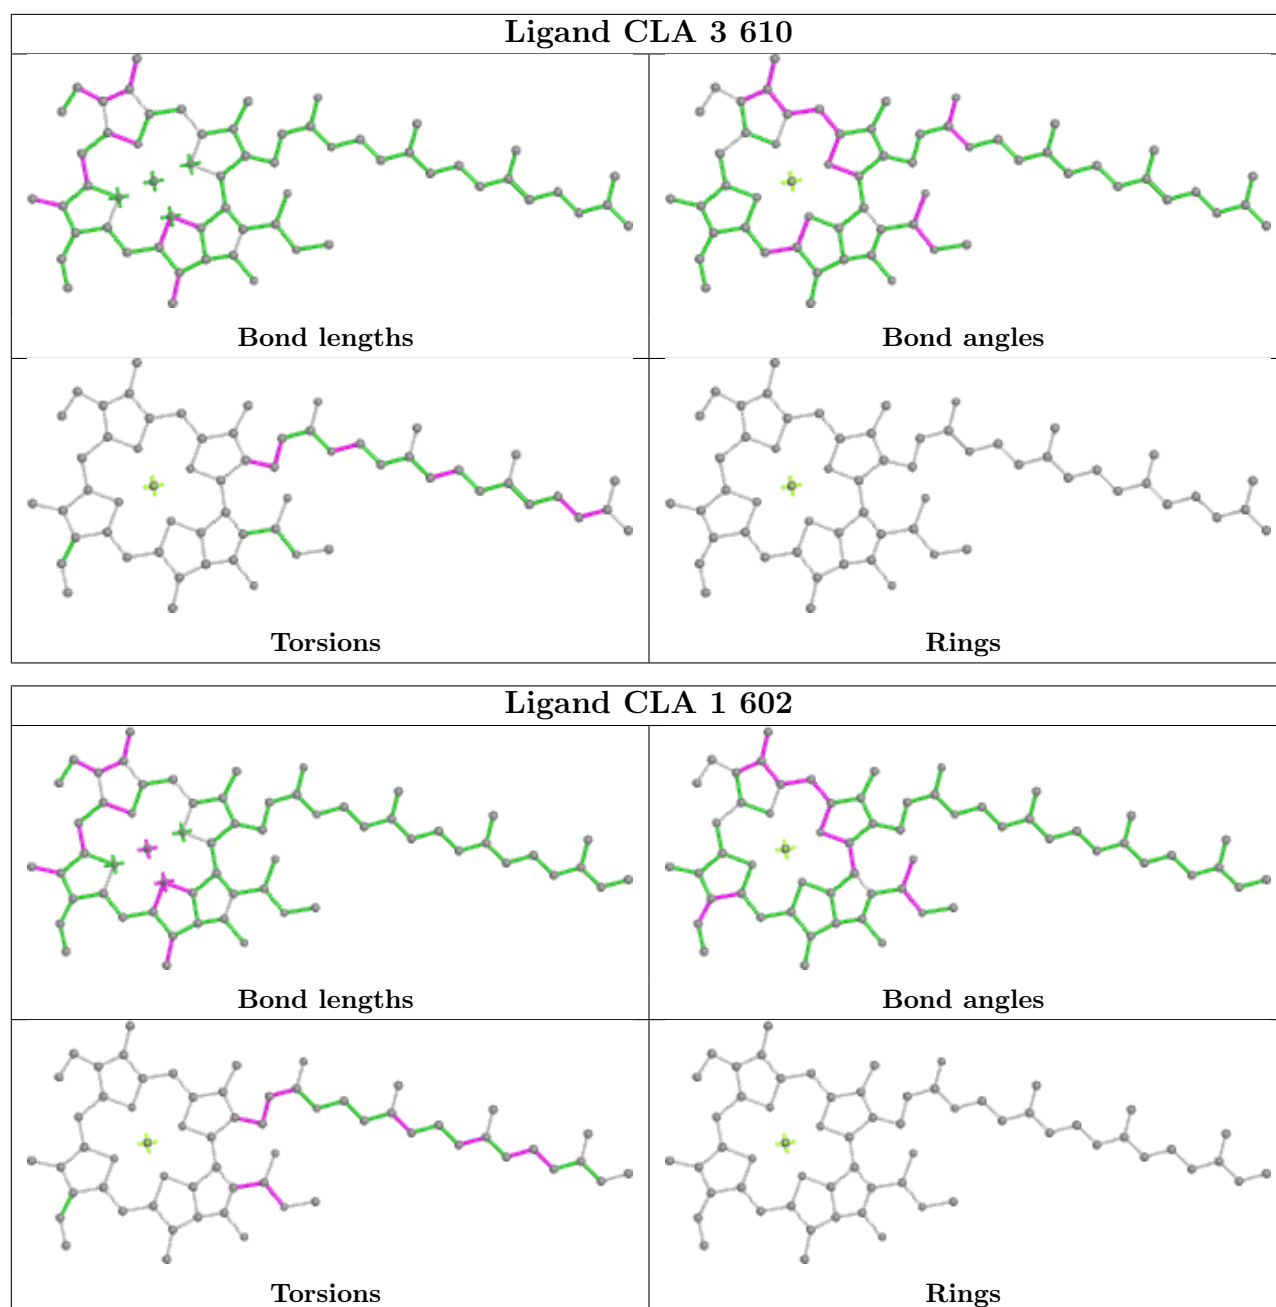 Ligand CLA 3 610
Bond lengths
Bond angles
Torsions
Rings
Ligand CLA 1 602
Bond lengths
Bond angles
Torsions
Rings